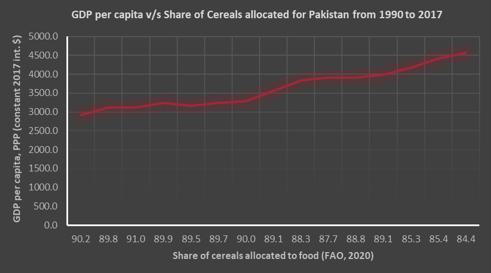 GDP per capita v/s Share of Cereals allocated for Pakistan from 1990 to 2017
GDP per capita, PPP (constant 2017 int. $)
5000.0
4500.0
4000.0
3500.0
3000.0
2500.0
2000.0
1500.0
1000.0
500.0
0.0
90.2 89.8 91.0 89.9 89.5 89.7 90.0 89.1 88.3 87.7 88.8 89.1 85.3 85.4 84.4
Share of cereals allocated to food (FAO, 2020)